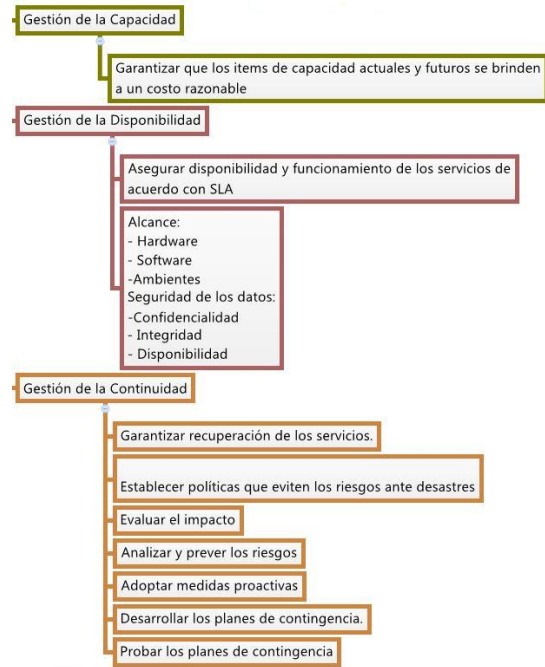 Gestión de la Capacidad
Garantizar que los items de capacidad actuales y futuros se brinden
a un costo razonable
Gestión de la Disponibilidad
Asegurar disponibilidad y funcionamiento de los servicios de
acuerdo con SLA
Alcance:
- Hardware
- Software
-Ambientes
Seguridad de los datos:
-Confidencialidad
- Integridad
- Disponibilidad
Gestión de la Continuidad
Garantizar recuperación de los servicios.
Establecer políticas que eviten los riesgos ante desastres
Evaluar el impacto
Analizar y prever los riesgos
Adoptar medidas proactivas
Desarrollar los planes de contingencia.
Probar los planes de contingencia